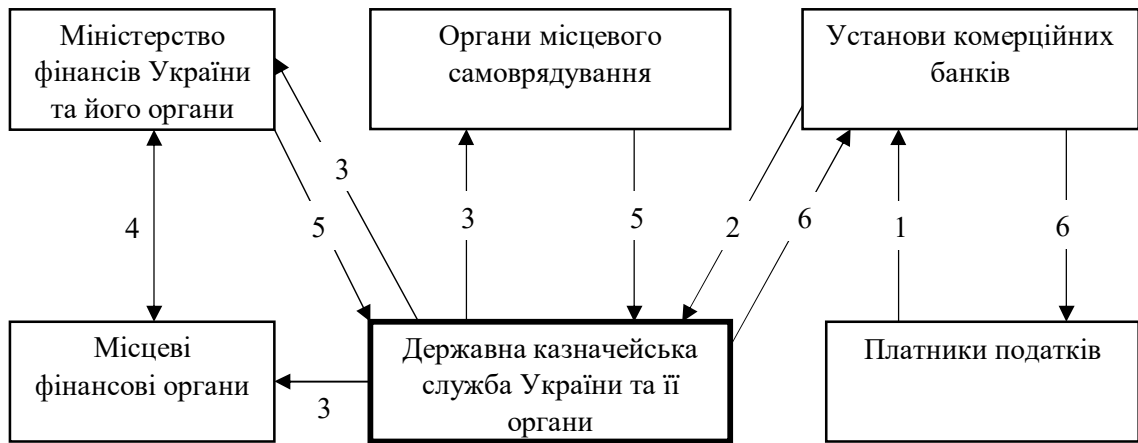 Міністерство
фінансів України
та його органи
Органи місцевого
самоврядування
Установи комерційних
банків
3
4
5
3
5
2
6
1
6
Місцеві
фінансові органи
3
Державна казначейська
служба України та її
органи
Платники податків